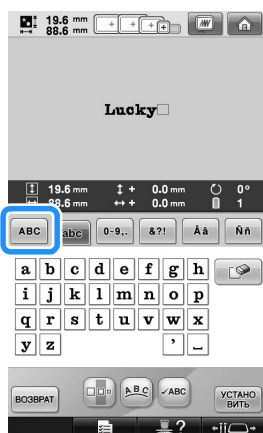 19.6 mm
88.6 mm
Lucky
19.6 mm + 0.0 mm 0°
88.6 mm + 0.0 mm 1
ABC abc 0-9,. &?! Åâ Ññ
a b c d e f g h
i j k l m n o p
q r s t u v w x
y z ’ _
ВОЗВРАТ ABC ✓ABC УСТАНО
ВИТЬ
?